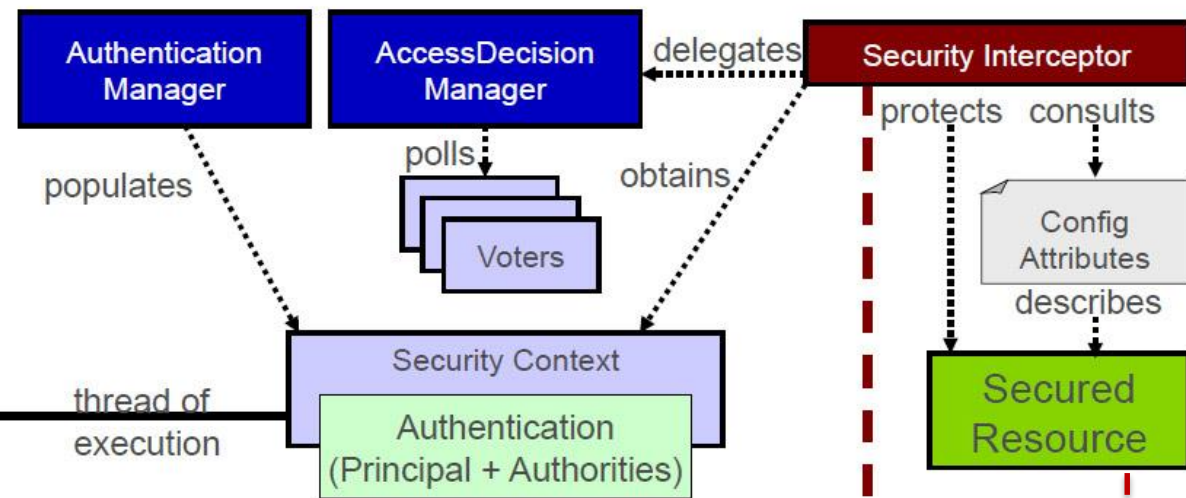 Authentication
Manager
AccessDecision
Manager
delegates
Security Interceptor
protects
consults
polls
populates
obtains
Voters
Config
Attributes
describes
Security Context
thread of
execution
Authentication
(Principal + Authorities)
Secured
Resource